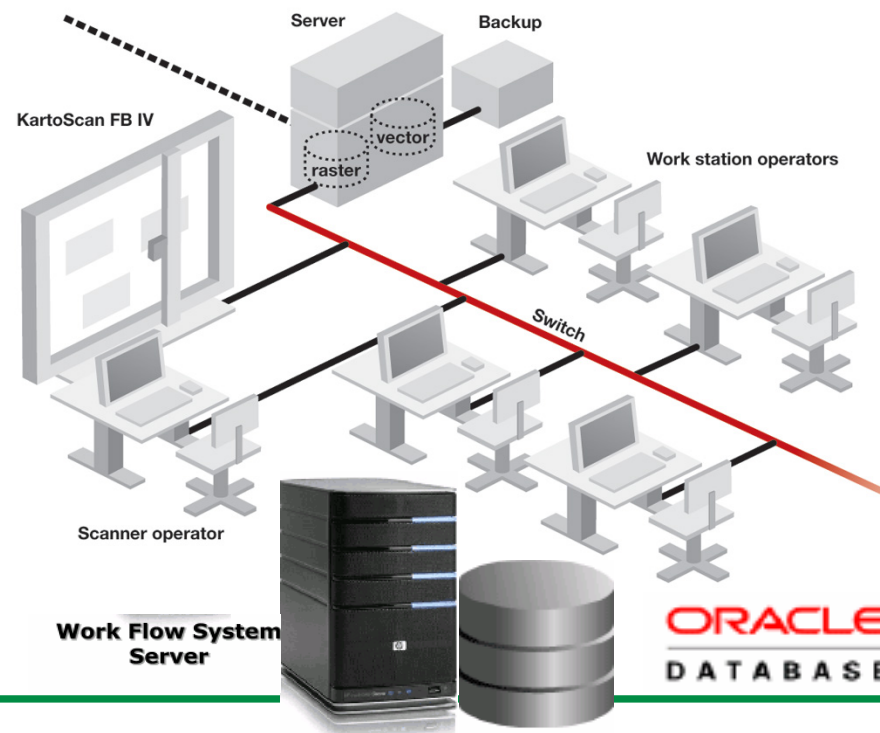 Server
Backup
KartoScan FB IV
vector
raster
Work station operators
Switch
Scanner operator
Work Flow System
Server
ORACLE
DATABASE